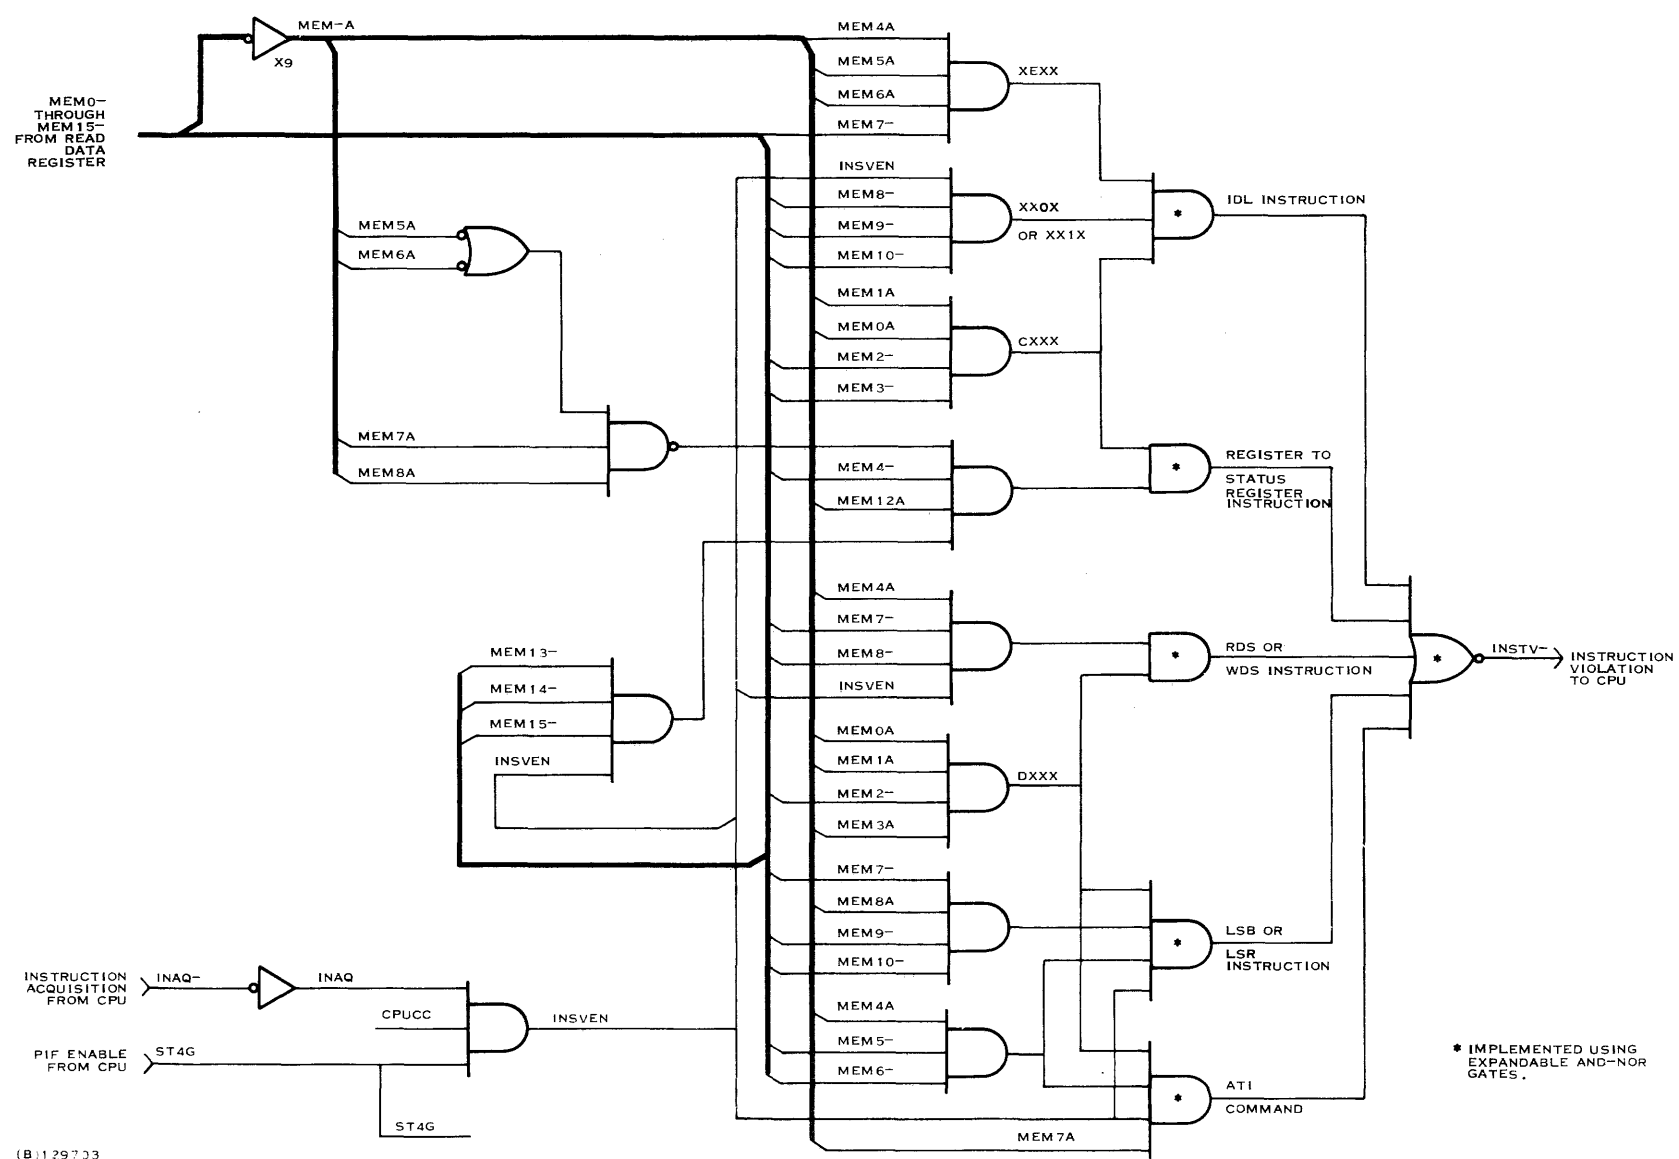 MEM-A
X9
MEM0-
THROUGH
MEM15-
FROM READ
DATA
REGISTER
MEM4A
MEM5A
MEM6A
MEM7-
XEXX
INSVEN
MEM8-
MEM9-
MEM10-
XX0X
OR XX1X
IDL INSTRUCTION
*
MEM5A
MEM6A
MEM1A
MEM0A
MEM2-
MEM3-
CXXX
MEM7A
MEM8A
MEM4-
MEM12A
*
REGISTER TO
STATUS
REGISTER
INSTRUCTION
MEM4A
MEM7-
MEM8-
INSVEN
*
RDS OR
WDS INSTRUCTION
*
INSTV-
INSTRUCTION
VIOLATION
TO CPU
MEM13-
MEM14-
MEM15-
INSVEN
MEM0A
MEM1A
MEM2-
MEM3A
DXXX
MEM7-
MEM8A
MEM9-
MEM10-
*
LSB OR
LSR
INSTRUCTION
INSTRUCTION
ACQUISITION
FROM CPU
INAQ-
INAQ
CPUCC
INSVEN
PIF ENABLE
FROM CPU
ST4G
ST4G
MEM4A
MEM5-
MEM6-
*
ATI
COMMAND
MEM7A
* IMPLEMENTED USING
EXPANDABLE AND-NOR
GATES.
(B)129703